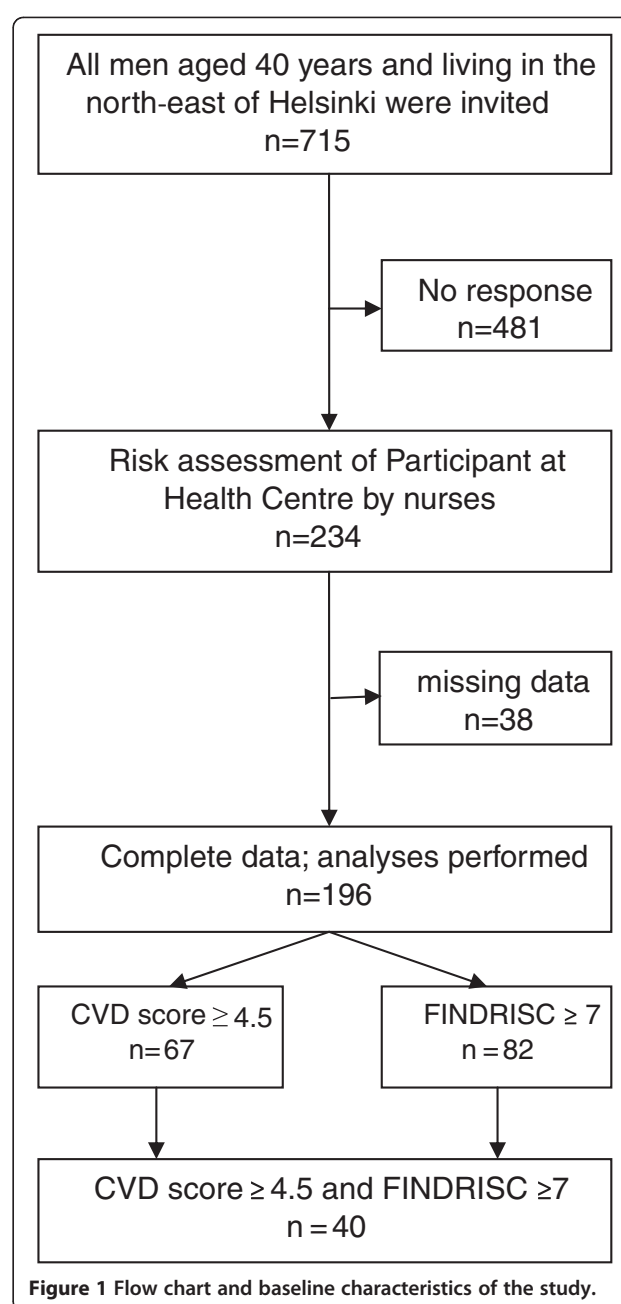 All men aged 40 years and living in the
north-east of Helsinki were invited
n=715
No response
n=481
Risk assessment of Participant at
Health Centre by nurses
n=234
missing data
n=38
Complete data; analyses performed
n=196
CVD score ≥ 4.5
n=67
FINDRISC ≥ 7
n = 82
CVD score ≥ 4.5 and FINDRISC ≥7
n = 40
Figure 1 Flow chart and baseline characteristics of the study.